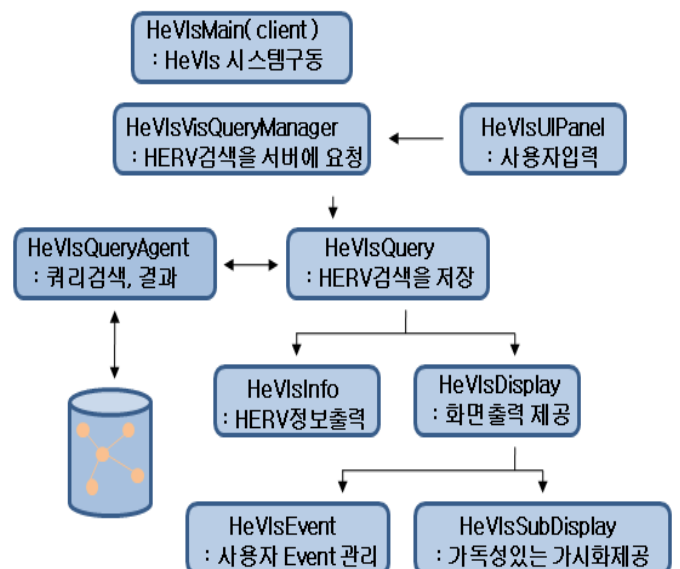 HeVIsMain( client )
: HeVIs 시스템구동
HeVIsVisQueryManager
: HERV검색을 서버에 요청
HeVIsUIPanel
: 사용자입력
HeVIsQueryAgent
: 쿼리검색, 결과
HeVIsQuery
: HERV검색을 저장
HeVIsInfo
: HERV정보출력
HeVIsDisplay
: 화면출력 제공
HeVIsEvent
: 사용자 Event 관리
HeVIsSubDisplay
: 가독성있는 가시화제공